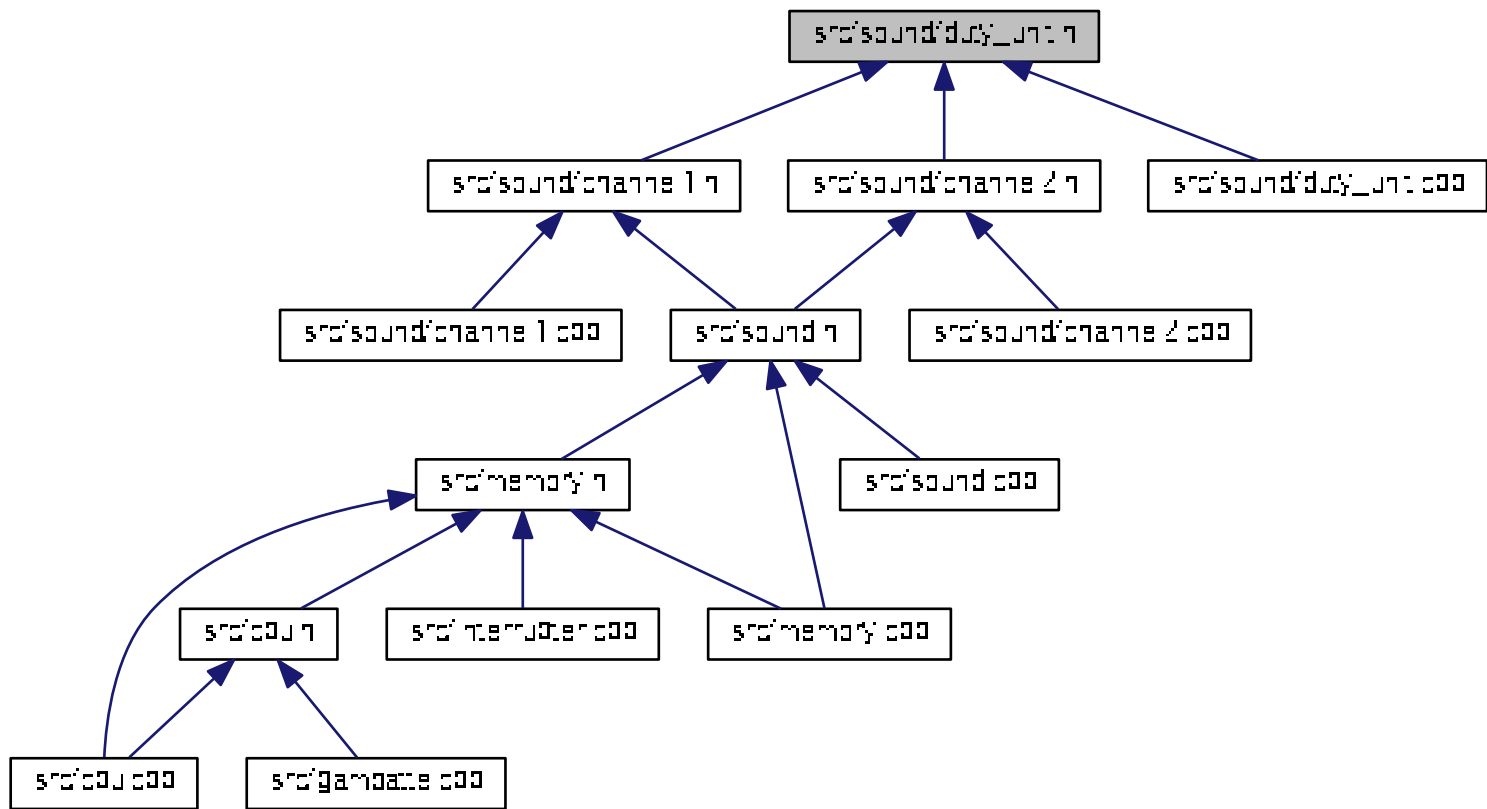 src/sound/duty_unit.h
src/sound/channel1.h
src/sound/channel2.h
src/sound/duty_unit.cpp
src/sound/channel1.cpp
src/sound.h
src/sound/channel2.cpp
src/memory.h
src/sound.cpp
src/cpu.h
src/interrupter.cpp
src/memory.cpp
src/cpu.cpp
src/gambatte.cpp